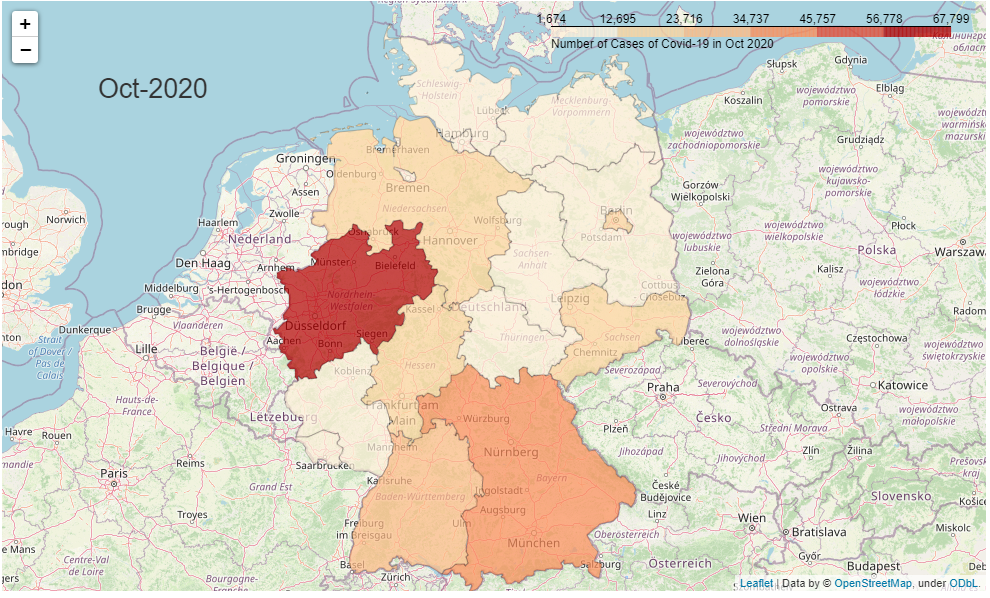 +
−
Oct-2020
1,674 12,695 23,716 34,737 45,757 56,778 67,799
Number of Cases of Covid-19 in Oct 2020
Schleswig-
Holstein
Lübeck
Mecklenburg-
Vorpommern
Hamburg
Słupsk
Gdynia
Elbląg
Koszalin
województwo
pomorskie
województwo
zachodniopomorskie
Grudziądz
województwo
kujawsko-
pomorskie
Groningen
Bremerhaven
Oldenburg
Bremen
Niedersachsen
Assen
Zwolle
Norwich
Haarlem
Nederland
Den Haag
Arnhem
's-Hertogenbosch
Middelburg
Brugge
Osnabrück
Hannover
Wolfsburg
Berlin
Potsdam
Gorzów
Wielkopolski
województwo
lubuskie
województwo
wielkopolskie
Płock
Polska
Warszawa
Zielona
Góra
Kalisz
województwo
łódzkie
Münster
Bielefeld
Nordrhein-
Westfalen
Düsseldorf
Siegen
Bonn
Aachen
Sachsen-
Anhalt
Kassel
Deutschland
Leipzig
Cottbus
Chóśebuz
Sachsen
Chemnitz
Thüringen
Hessen
Dunkerque
Strait
of Dover /
Pas de
Calais
Lille
Vlaanderen
België /
Belgique /
Belgien
Koblenz
Frankfurt am
Main
Liberec
województwo
dolnośląskie
Częstochowa
województwo
opolskie
województwo
świętokrzyskie
Katowice
Severozápad
Severovýchod
Praha
Ostrava
województwo
małopolskie
Hauts-de-
France
Havre
Rouen
Letzebuerg
Saarbrücken
Mannheim
Würzburg
Nürnberg
Bayern
Plzeň
Česko
Střední Morava
Jihozápad
Jihovýchod
Zlín
Žilina
Reims
Paris
Grand Est
Karlsruhe
Baden-Württemberg
Ingolstadt
Augsburg
Ulm
München
České
Budějovice
Linz
Slovensko
Košice
Troyes
Freiburg
im Breisgau
Basel
Zürich
Salzburg
Wien
Bratislava
Miskolc
Győr
Budapest
Österreich
Oberösterreich
Centre-Val
de Loire
Bourgogne-
Leaflet | Data by © OpenStreetMap, under ODbL.